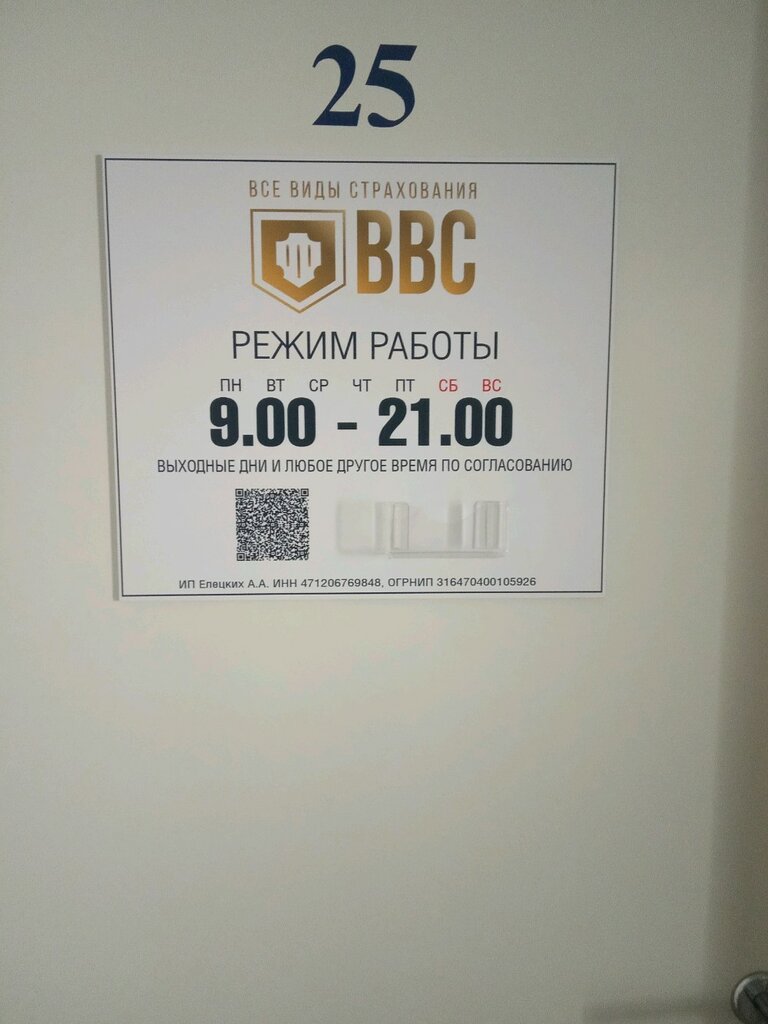 25
ВСЕ ВИДЫ СТРАХОВАНИЯ
ВВС
РЕЖИМ РАБОТЫ
ПН ВТ СР ЧТ ПТ СБ ВС
9.00 - 21.00
ВЫХОДНЫЕ ДНИ И ЛЮБОЕ ДРУГОЕ ВРЕМЯ ПО СОГЛАСОВАНИЮ
ИП Елецких А.А. ИНН 471206769848, ОГРНИП 316470400105926